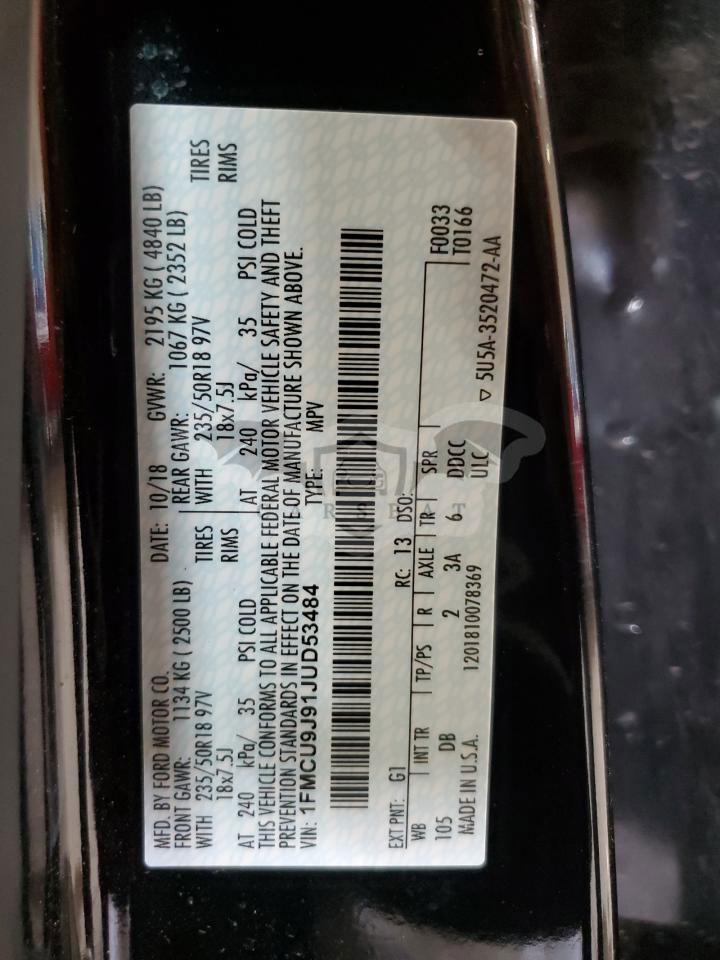 MFD. BY FORD MOTOR CO. DATE: 10/18 GVWR: 2195 KG ( 4840 LB)
FRONT GAWR: 1134 KG ( 2500 LB) REAR GAWR: 1067 KG ( 2352 LB)
WITH 235/50R18 97V TIRES WITH 235/50R18 97V TIRES
18x7.5J RIMS 18x7.5J RIMS
AT 240 kPa/ 35 PSI COLD AT 240 kPa/ 35 PSI COLD
THIS VEHICLE CONFORMS TO ALL APPLICABLE FEDERAL MOTOR VEHICLE SAFETY AND THEFT
PREVENTION STANDARDS IN EFFECT ON THE DATE OF MANUFACTURE SHOWN ABOVE.
VIN: 1FMCU9J91JUD53484 TYPE: MPV
EXT PNT: G1 RC: 13 DSO: F0033
WB INT TR TP/PS R AXLE TR SPR T0166
105 DB 2 3A 6 DDCC
MADE IN U.S.A. 1201810078369 ULC ▽ 5U5A-3520472-AA